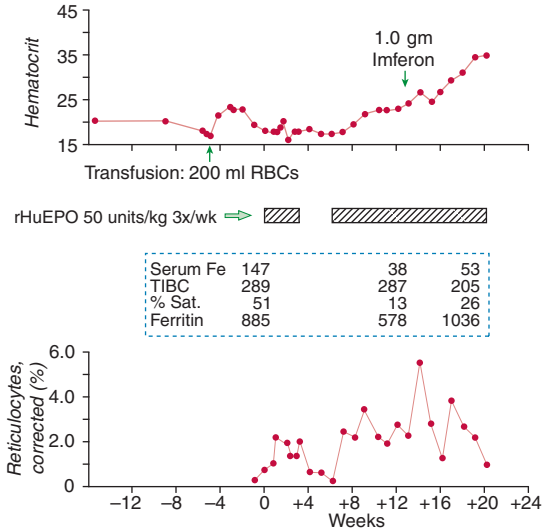 45
1.0 gm
Imferon
35
Hematocrit
25
15
Transfusion: 200 ml RBCs
rHuEPO 50 units/kg 3x/wk
Serum Fe 147 38 53
TIBC 289 287 205
% Sat. 51 13 26
Ferritin 885 578 1036
6.0
4.0
Reticulocytes,
corrected (%)
2.0
0
−12 −8 −4 0 +4 +8 +12 +16 +20 +24
Weeks